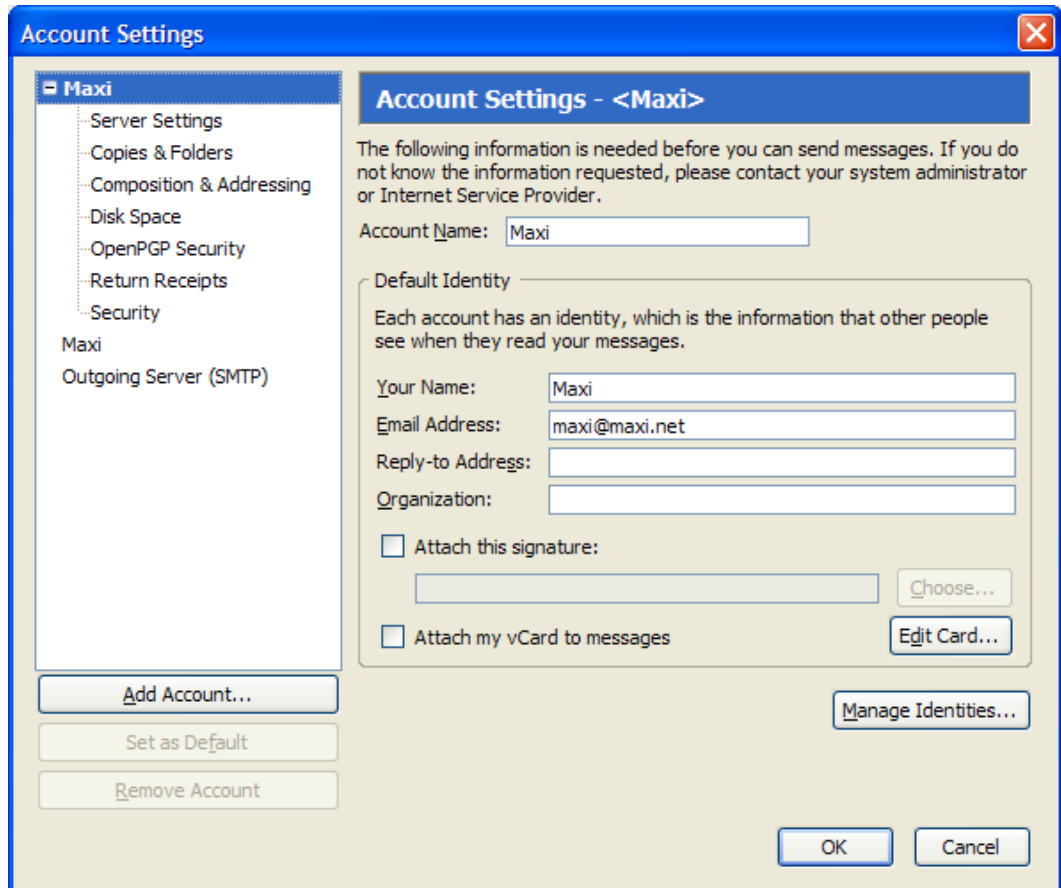 Account Settings
Maxi
Server Settings
Copies & Folders
Composition & Addressing
Disk Space
OpenPGP Security
Return Receipts
Security
Maxi
Outgoing Server (SMTP)
Add Account...
Set as Default
Remove Account
Account Settings - <Maxi>
The following information is needed before you can send messages. If you do
not know the information requested, please contact your system administrator
or Internet Service Provider.
Account Name: Maxi
Default Identity
Each account has an identity, which is the information that other people
see when they read your messages.
Your Name: Maxi
Email Address: maxi@maxi.net
Reply-to Address:
Organization:
Attach this signature:
Choose...
Attach my vCard to messages
Edit Card...
Manage Identities...
OK
Cancel